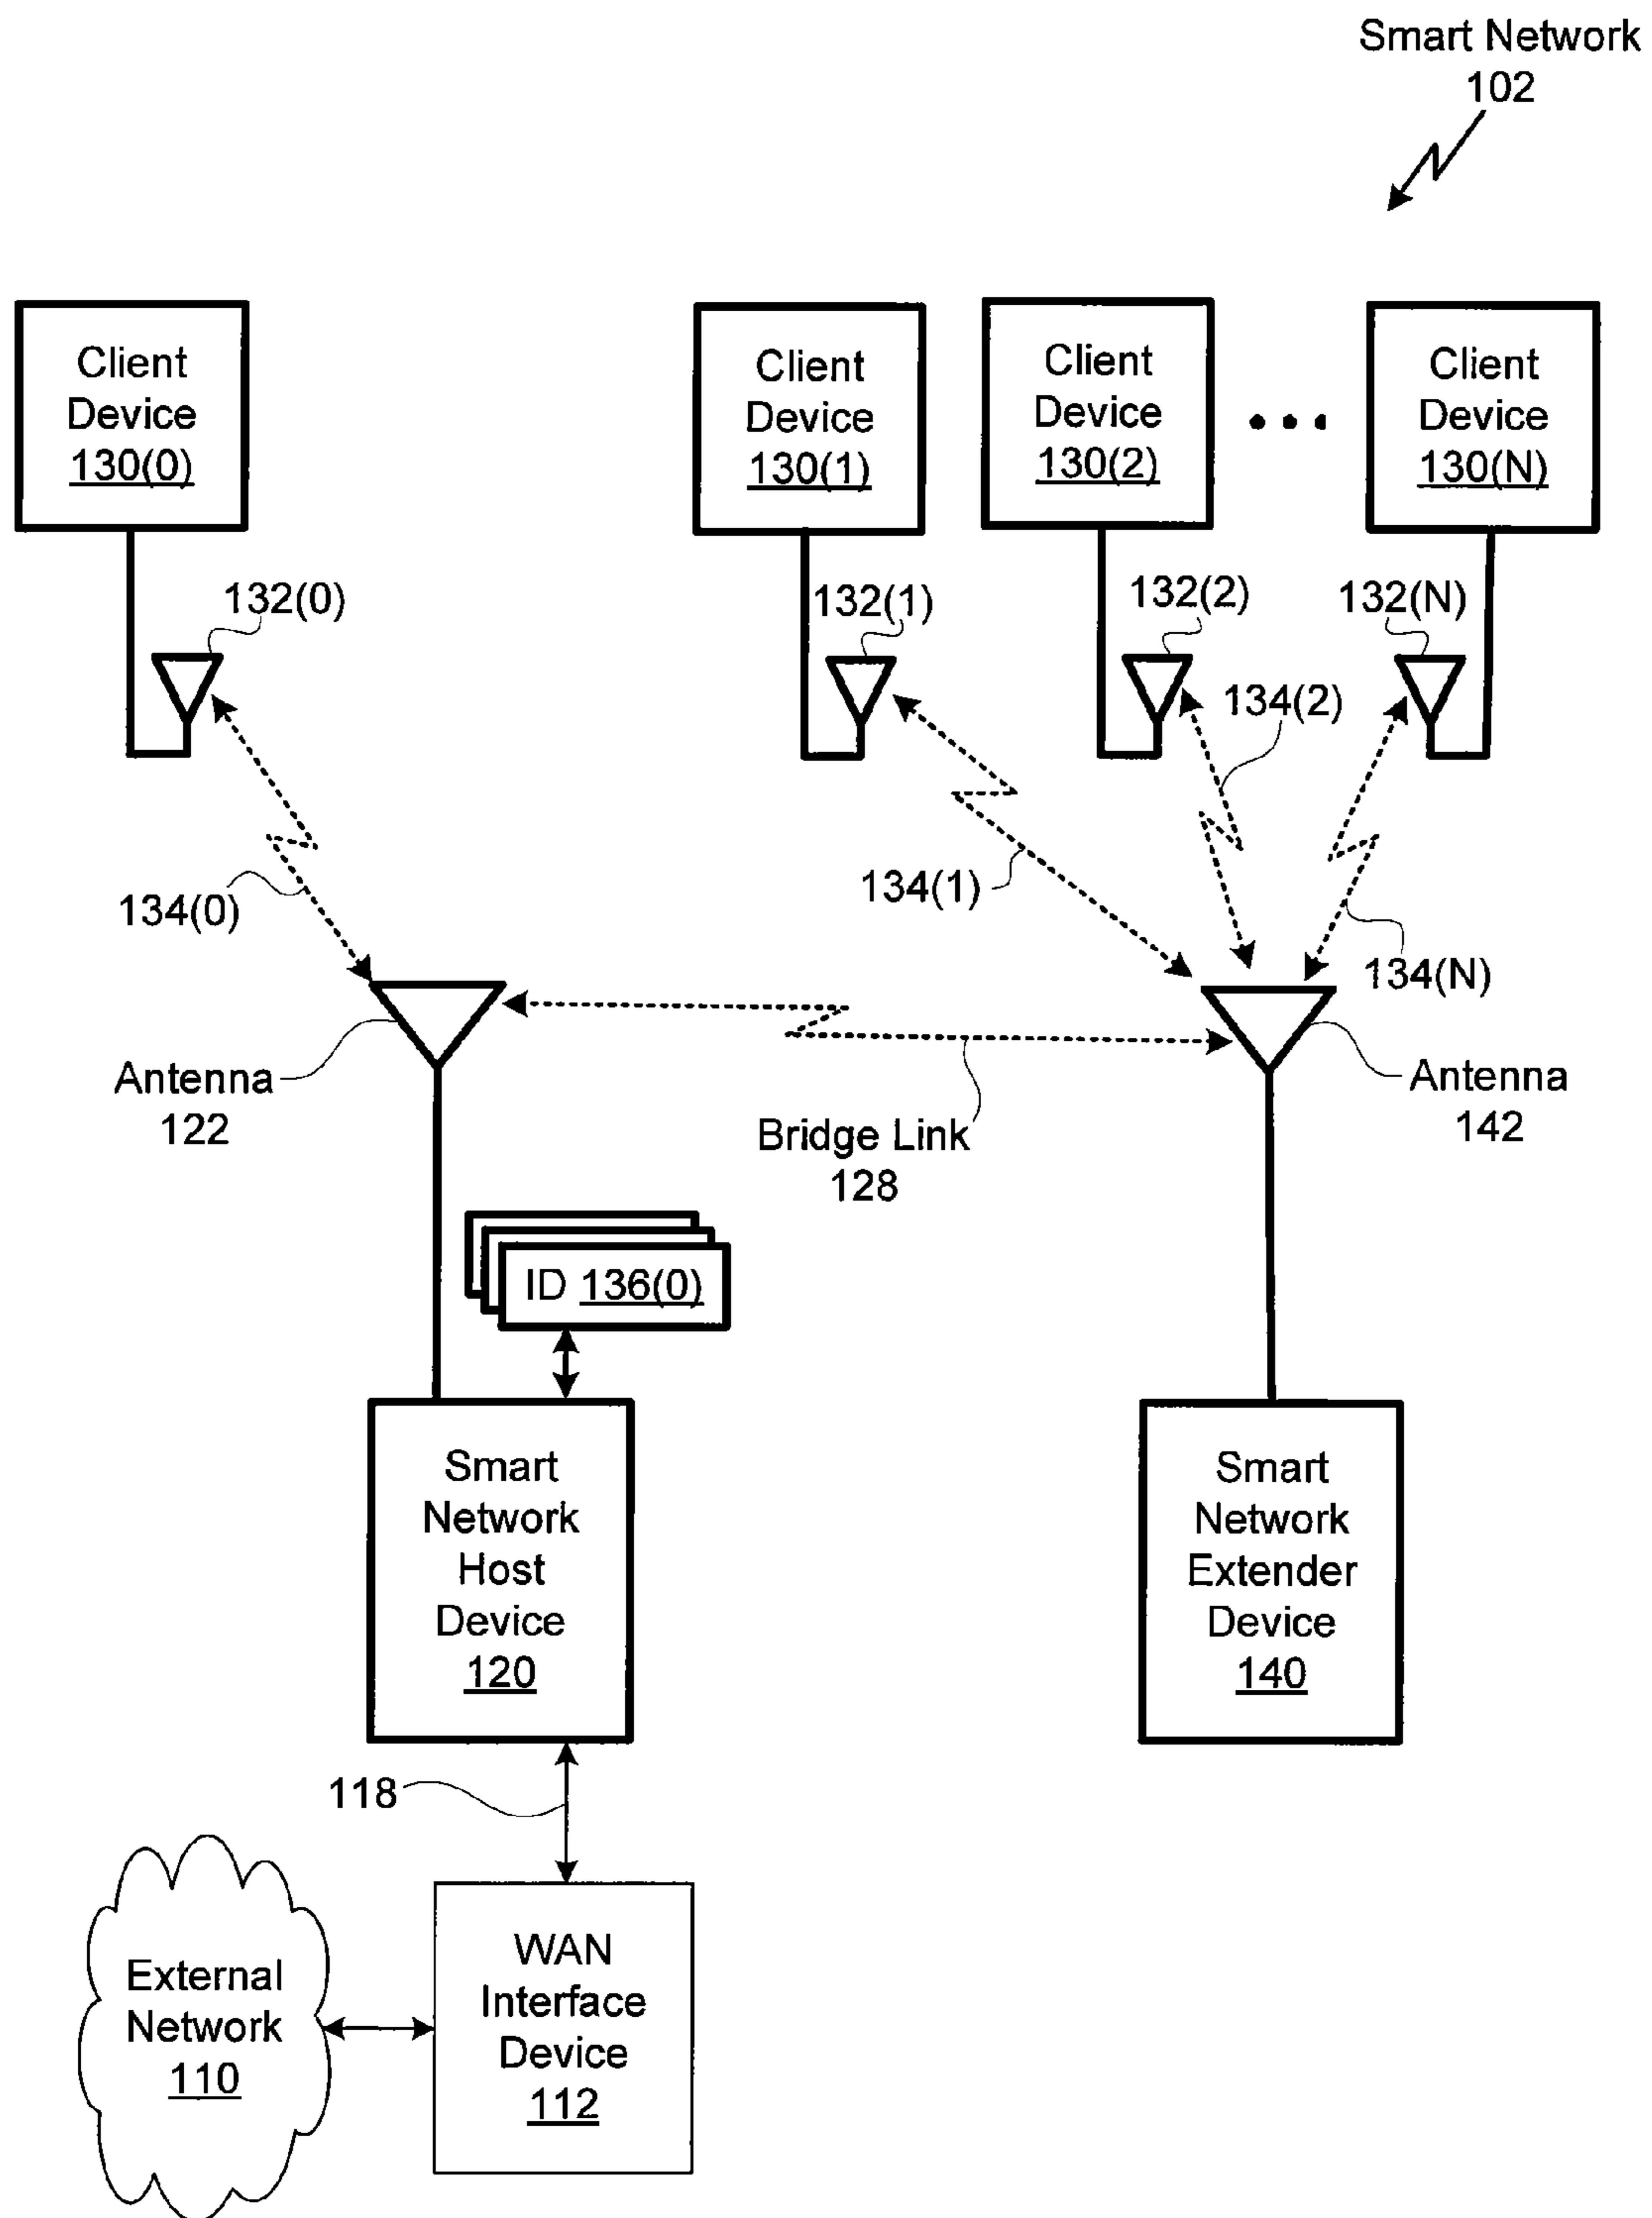 Smart Network
102
Client
Device
130(0)
Client
Device
130(1)
Client
Device
130(2)
Client
Device
130(N)
132(0)
132(1)
132(2)
132(N)
134(2)
134(1)
134(0)
134(N)
Antenna
122
Bridge Link
128
Antenna
142
ID 136(0)
Smart
Network
Host
Device
120
Smart
Network
Extender
Device
140
118
WAN
Interface
Device
112
External
Network
110